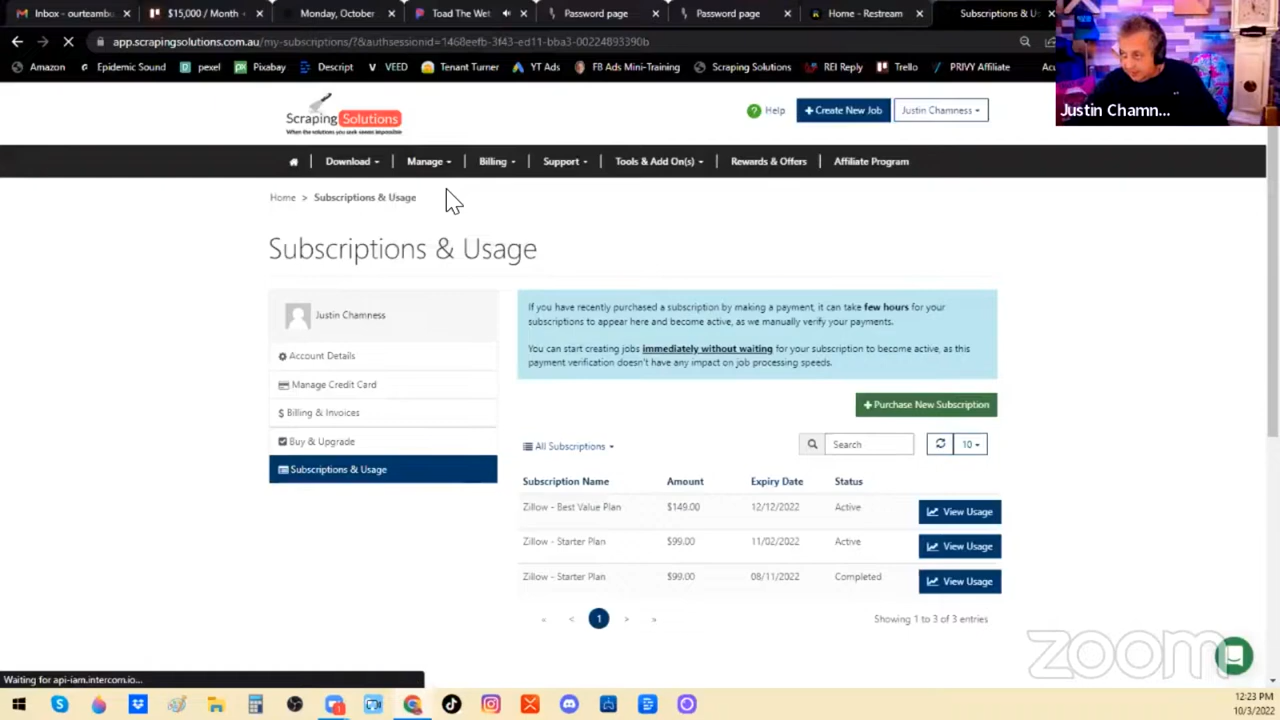 Inbox - ourteambu
$15,000 / Month
Monday, October
Toad The Wet
Password page
Password page
Home - Restream
Subscriptions & U
app.scrapingsolutions.com.au/my-subscriptions/?&authsessionid=1468eefb-3f43-ed11-bba3-00224893390b
Amazon
Epidemic Sound
pexel
Pixabay
Descript
VEED
Tenant Turner
YT Ads
FB Ads Mini-Training
Scraping Solutions
REI Reply
Trello
PRIVY Affiliate
Justin Chamn...
Scraping Solutions
When the solutions you seek seems impossible
Help
+ Create New Job
Justin Chamness
Download
Manage
Billing
Support
Tools & Add On(s)
Rewards & Offers
Affiliate Program
Home > Subscriptions & Usage
Subscriptions & Usage
Justin Chamness
Account Details
Manage Credit Card
$ Billing & Invoices
Buy & Upgrade
Subscriptions & Usage
If you have recently purchased a subscription by making a payment, it can take few hours for your
subscriptions to appear here and become active, as we manually verify your payments.
You can start creating jobs immediately without waiting for your subscription to become active, as this
payment verification doesn't have any impact on job processing speeds.
+ Purchase New Subscription
All Subscriptions
Search
10
Subscription Name Amount Expiry Date Status
Zillow - Best Value Plan $149.00 12/12/2022 Active View Usage
Zillow - Starter Plan $99.00 11/02/2022 Active View Usage
Zillow - Starter Plan $99.00 08/11/2022 Completed View Usage
« < 1 > »
Showing 1 to 3 of 3 entries
zoom
Waiting for api-iam.intercom.io...
12:23 PM
10/3/2022